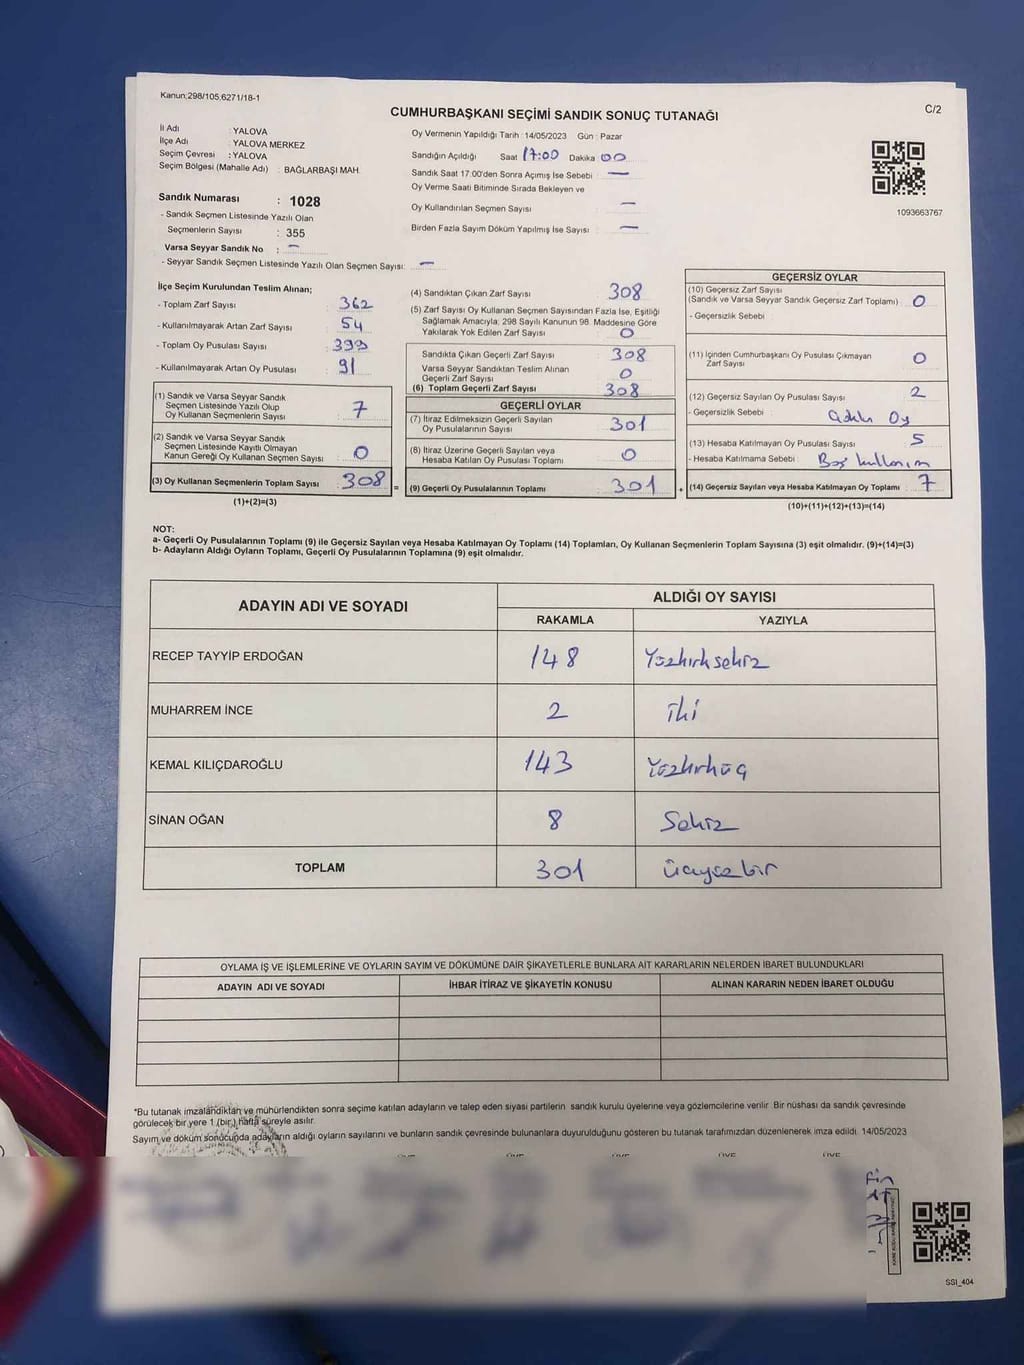 Kanun;298/105,6271/18-1
CUMHURBAŞKANI SEÇİMİ SANDIK SONUÇ TUTANAĞI
C/2
İl Adı : YALOVA
İlçe Adı : YALOVA MERKEZ
Seçim Çevresi : YALOVA
Seçim Bölgesi (Mahalle Adı) : BAĞLARBAŞI MAH.
Sandık Numarası : 1028
- Sandık Seçmen Listesinde Yazılı Olan
Seçmenlerin Sayısı : 355
Varsa Seyyar Sandık No : —
- Seyyar Sandık Seçmen Listesinde Yazılı Olan Seçmen Sayısı: —
Oy Vermenin Yapıldığı Tarih : 14/05/2023 Gün : Pazar
Sandığın Açıldığı Saat 17:00 Dakika 00
Sandık Saat 17:00'den Sonra Açımış İse Sebebi : —
Oy Verme Saati Bitiminde Sırada Bekleyen ve
Oy Kullandırılan Seçmen Sayısı : —
Birden Fazla Sayım Döküm Yapılmış İse Sayısı : —
1093663767
İlçe Seçim Kurulundan Teslim Alınan;
- Toplam Zarf Sayısı : 362
- Kullanılmayarak Artan Zarf Sayısı : 54
- Toplam Oy Pusulası Sayısı : 399
- Kullanılmayarak Artan Oy Pusulası : 91
(1) Sandık ve Varsa Seyyar Sandık
Seçmen Listesinde Yazılı Olup
Oy Kullanan Seçmenlerin Sayısı : 7
(2) Sandık ve Varsa Seyyar Sandık
Seçmen Listesinde Kayıtlı Olmayan
Kanun Gereği Oy Kullanan Seçmen Sayısı : 0
(3) Oy Kullanan Seçmenlerin Toplam Sayısı : 308
(1)+(2)=(3)
(4) Sandıktan Çıkan Zarf Sayısı : 308
(5) Zarf Sayısı Oy Kullanan Seçmen Sayısından Fazla İse, Eşitliği
Sağlamak Amacıyla; 298 Sayılı Kanunun 98. Maddesine Göre
Yakılarak Yok Edilen Zarf Sayısı : 0
Sandıkta Çıkan Geçerli Zarf Sayısı : 308
Varsa Seyyar Sandıktan Teslim Alınan
Geçerli Zarf Sayısı : 0
(6) Toplam Geçerli Zarf Sayısı : 308
GEÇERLİ OYLAR
(7) İtiraz Edilmeksizin Geçerli Sayılan
Oy Pusulalarının Sayısı : 301
(8) İtiraz Üzerine Geçerli Sayılan veya
Hesaba Katılan Oy Pusulası Toplamı : 0
= (9) Geçerli Oy Pusulalarının Toplamı : 301
GEÇERSİZ OYLAR
(10) Geçersiz Zarf Sayısı
(Sandık ve Varsa Seyyar Sandık Geçersiz Zarf Toplamı) : 0
- Geçersizlik Sebebi :
(11) İçinden Cumhurbaşkanı Oy Pusulası Çıkmayan
Zarf Sayısı : 0
(12) Geçersiz Sayılan Oy Pusulası Sayısı : 2
- Geçersizlik Sebebi : Oy
(13) Hesaba Katılmayan Oy Pusulası Sayısı : 5
- Hesaba Katılmama Sebebi : Boş kullanım
+ (14) Geçersiz Sayılan veya Hesaba Katılmayan Oy Toplamı : 7
(10)+(11)+(12)+(13)=(14)
NOT:
a- Geçerli Oy Pusulalarının Toplamı (9) ile Geçersiz Sayılan veya Hesaba Katılmayan Oy Toplamı (14) Toplamları, Oy Kullanan Seçmenlerin Toplam Sayısına (3) eşit olmalıdır. (9)+(14)=(3)
b- Adayların Aldığı Oyların Toplamı, Geçerli Oy Pusulalarının Toplamına (9) eşit olmalıdır.
ADAYIN ADI VE SOYADI ALDIĞI OY SAYISI
RAKAMLA YAZIYLA
RECEP TAYYİP ERDOĞAN 148 Yüzkırksekiz
MUHARREM İNCE 2 iki
KEMAL KILIÇDAROĞLU 143 Yüzkırküç
SİNAN OĞAN 8 Sekiz
TOPLAM 301 üçyüzbir
OYLAMA İŞ VE İŞLEMLERİNE VE OYLARIN SAYIM VE DÖKÜMÜNE DAİR ŞİKAYETLERLE BUNLARA AİT KARARLARIN NELERDEN İBARET BULUNDUKLARI
ADAYIN ADI VE SOYADI İHBAR İTİRAZ VE ŞİKAYETİN KONUSU ALINAN KARARIN NEDEN İBARET OLDUĞU
*Bu tutanak imzalandıktan ve mühürlendikten sonra seçime katılan adayların ve talep eden siyasi partilerin sandık kurulu üyelerine veya gözlemcilerine verilir. Bir nüshası da sandık çevresinde
görülecek bir yere 1 (bir) hafta süreyle asılır.
Sayım ve döküm sonucunda adayların aldığı oyların sayılarını ve bunların sandık çevresinde bulunanlara duyurulduğunu gösteren bu tutanak tarafımızdan düzenlenerek imza edildi. 14/05/2023
SSI_404